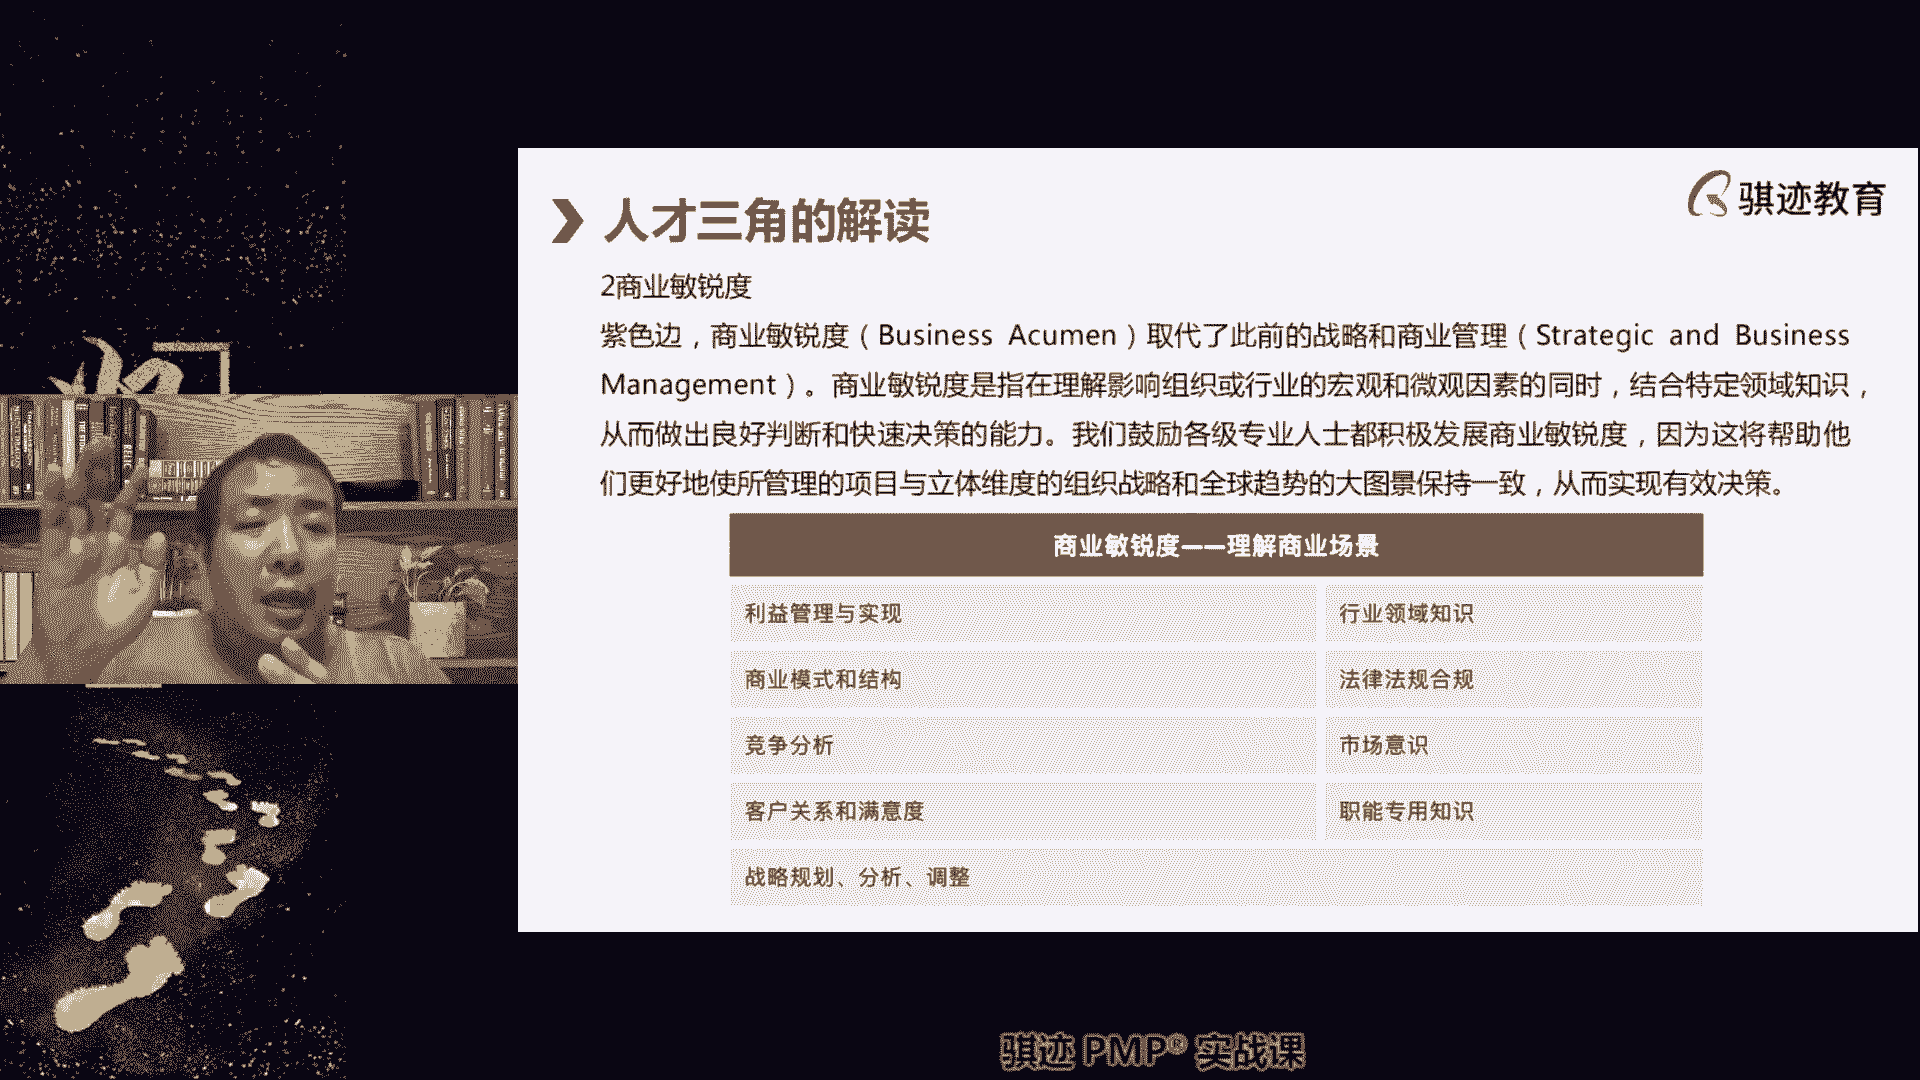 骐迹教育
人才三角的解读
2商业敏锐度
紫色边，商业敏锐度（Business Acumen）取代了此前的战略和商业管理（Strategic and Business
Management）。商业敏锐度是指在理解影响组织或行业的宏观和微观因素的同时，结合特定领域知识，
从而做出良好判断和快速决策的能力。我们鼓励各级专业人士都积极发展商业敏锐度，因为这将帮助他
们更好地使所管理的项目与立体维度的组织战略和全球趋势的大图景保持一致，从而实现有效决策。
商业敏锐度——理解商业场景
利益管理与实现
行业领域知识
商业模式和结构
法律法规合规
竞争分析
市场意识
客户关系和满意度
职能专用知识
战略规划、分析、调整
骐迹 PMP® 实战课